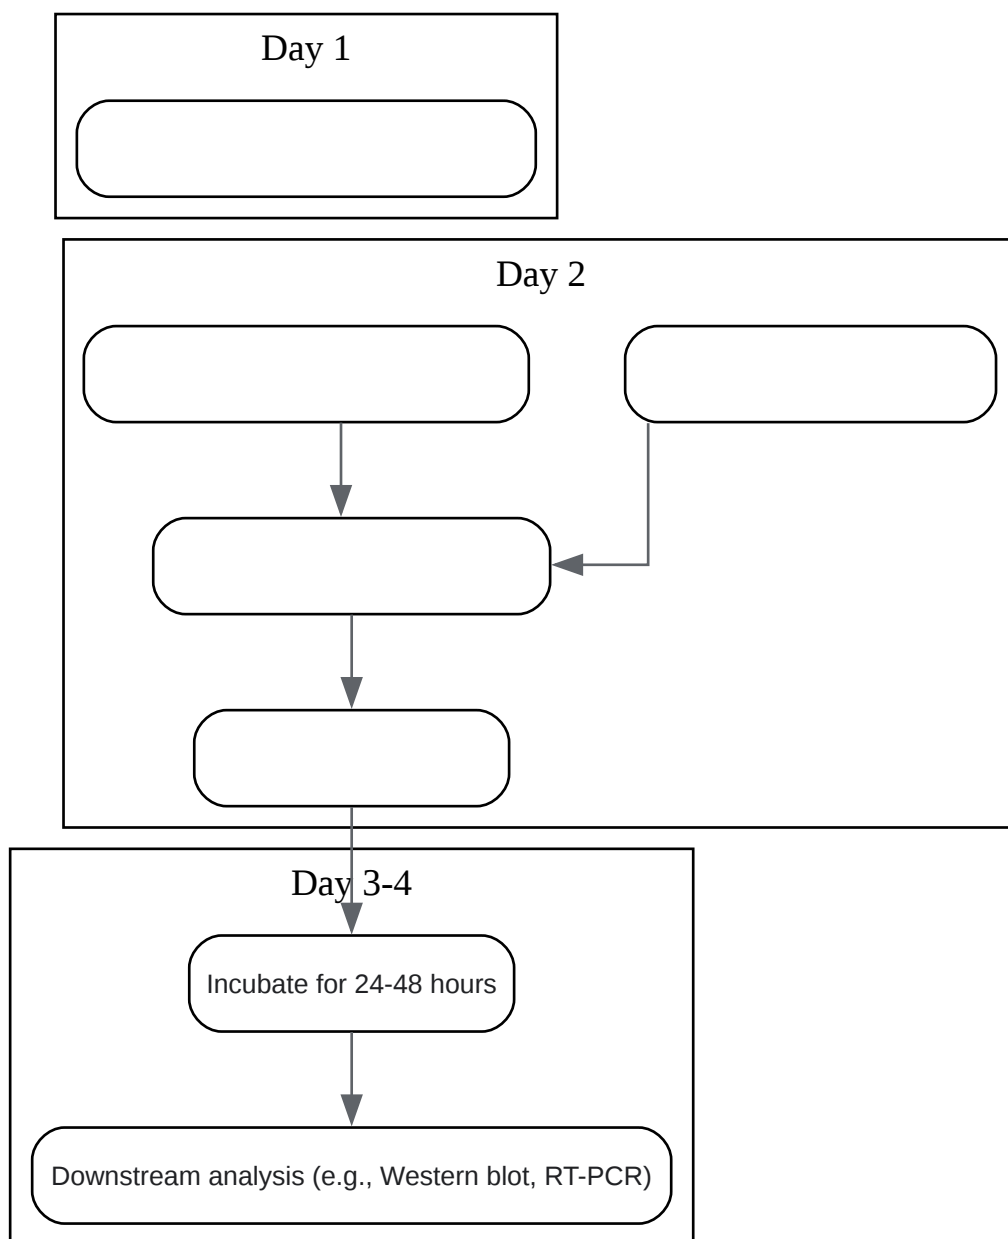 Day 1
Day 2
Day 3-4
Incubate for 24-48 hours
Downstream analysis (e.g., Western blot, RT-PCR)